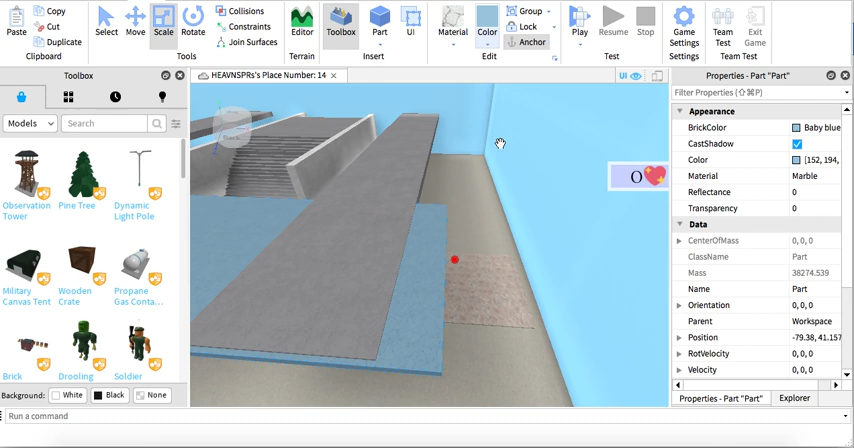 Copy
Cut
Duplicate
Paste
Clipboard
Select
Move
Scale
Rotate
Collisions
Constraints
Join Surfaces
Tools
Editor
Terrain
Toolbox
Part
UI
Insert
Material
Color
Group
Lock
Anchor
Edit
Play
Resume
Stop
Test
Game
Settings
Settings
Team
Test
Exit
Game
Team Test
Toolbox
HEAVNSPRs's Place Number: 14
UI
Properties - Part "Part"
Models
Search
Observation
Tower
Pine Tree
Dynamic
Light Pole
Military
Canvas Tent
Wooden
Crate
Propane
Gas Conta...
Brick
Drooling
Soldier
Background:
White
Black
None
O
Filter Properties (⇧⌘P)
Appearance
BrickColor Baby blue
CastShadow
Color [152, 194,
Material Marble
Reflectance 0
Transparency 0
Data
CenterOfMass 0, 0, 0
ClassName Part
Mass 38274.539
Name Part
Orientation 0, 0, 0
Parent Workspace
Position -79.38, 41.157
RotVelocity 0, 0, 0
Velocity 0, 0, 0
Properties - Part "Part"
Explorer
Run a command